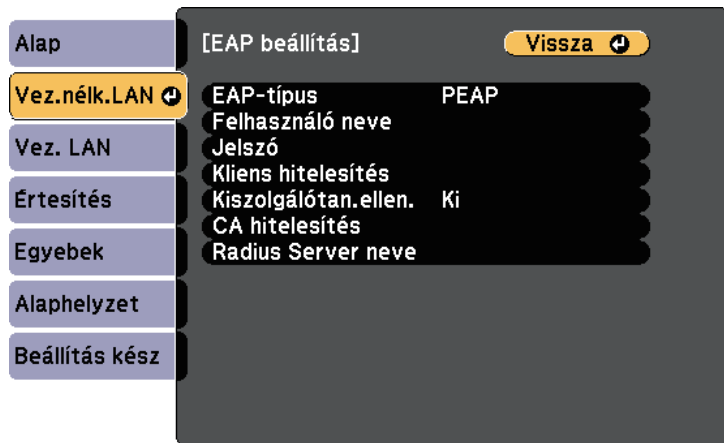 Alap
Vez.nélk.LAN
Vez. LAN
Értesítés
Egyebek
Alaphelyzet
Beállítás kész
[EAP beállítás] Vissza
EAP-típus PEAP
Felhasználó neve
Jelszó
Kliens hitelesítés
Kiszolgálótan.ellen. Ki
CA hitelesítés
Radius Server neve